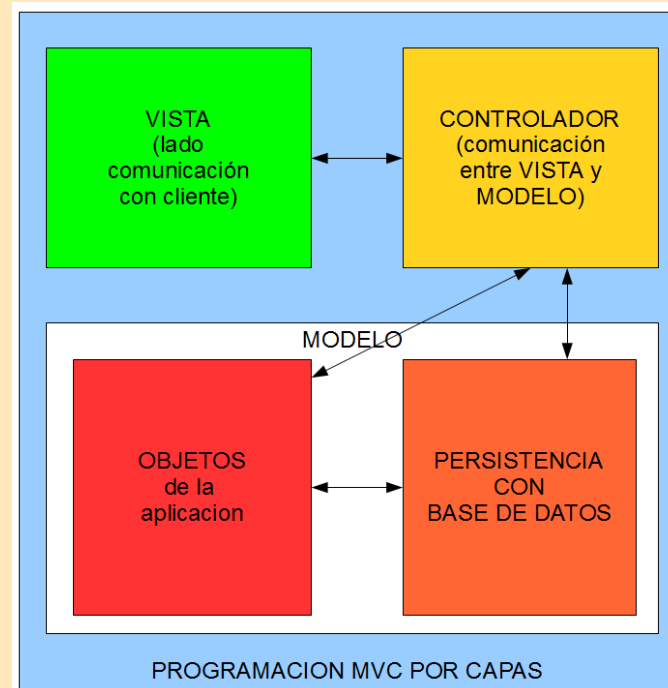 VISTA
(lado
comunicación
con cliente)
CONTROLADOR
(comunicación
entre VISTA y
MODELO)
MODELO
OBJETOS
de la
aplicacion
PERSISTENCIA
CON
BASE DE DATOS
PROGRAMACION MVC POR CAPAS